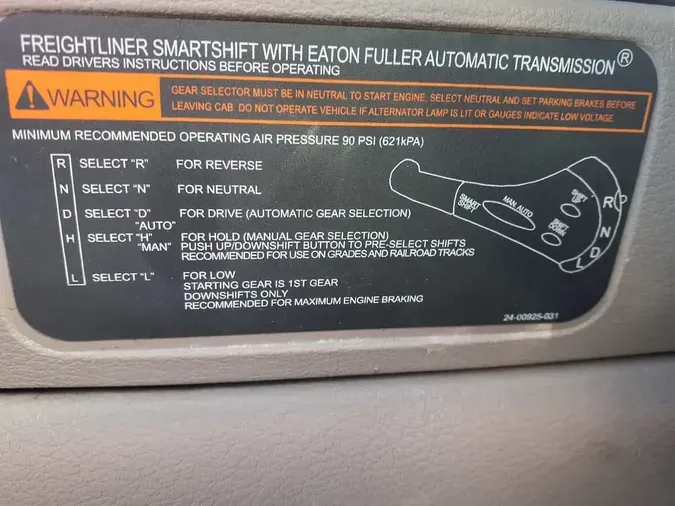 FREIGHTLINER SMARTSHIFT WITH EATON FULLER AUTOMATIC TRANSMISSION®
READ DRIVERS INSTRUCTIONS BEFORE OPERATING
WARNING
GEAR SELECTOR MUST BE IN NEUTRAL TO START ENGINE. SELECT NEUTRAL AND SET PARKING BRAKES BEFORE
LEAVING CAB. DO NOT OPERATE VEHICLE IF ALTERNATOR LAMP IS LIT OR GAUGES INDICATE LOW VOLTAGE.
MINIMUM RECOMMENDED OPERATING AIR PRESSURE 90 PSI (621kPA)
R SELECT "R" FOR REVERSE
N SELECT "N" FOR NEUTRAL
D SELECT "D" FOR DRIVE (AUTOMATIC GEAR SELECTION)
"AUTO"
H SELECT "H" FOR HOLD (MANUAL GEAR SELECTION)
"MAN" PUSH UP/DOWNSHIFT BUTTON TO PRE-SELECT SHIFTS
RECOMMENDED FOR USE ON GRADES AND RAILROAD TRACKS
L SELECT "L" FOR LOW
STARTING GEAR IS 1ST GEAR
DOWNSHIFTS ONLY
RECOMMENDED FOR MAXIMUM ENGINE BRAKING
SMART
SHIFT
MAN AUTO
SHIFT
UP
SHIFT
DOWN
R
N
D
L
24-00925-031